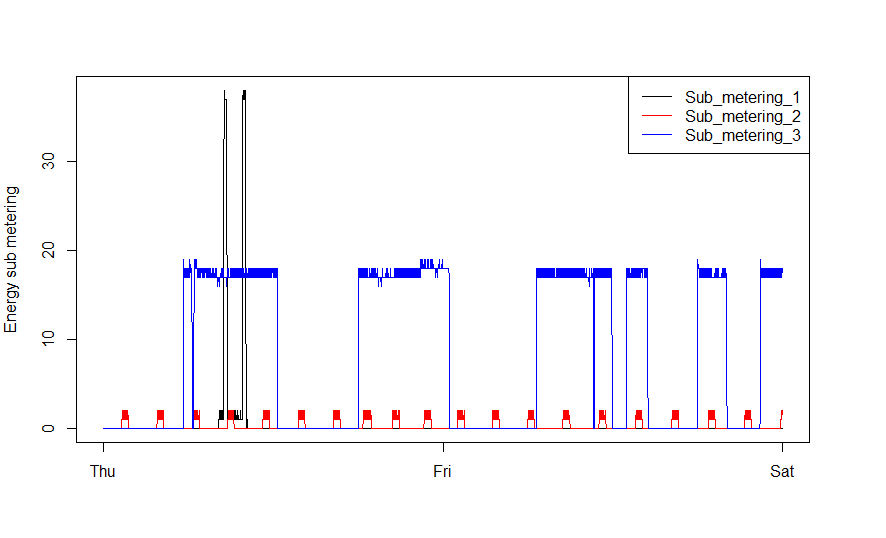 Sub_metering_1
Sub_metering_2
Sub_metering_3
Energy sub metering
30
20
10
0
Thu Fri Sat